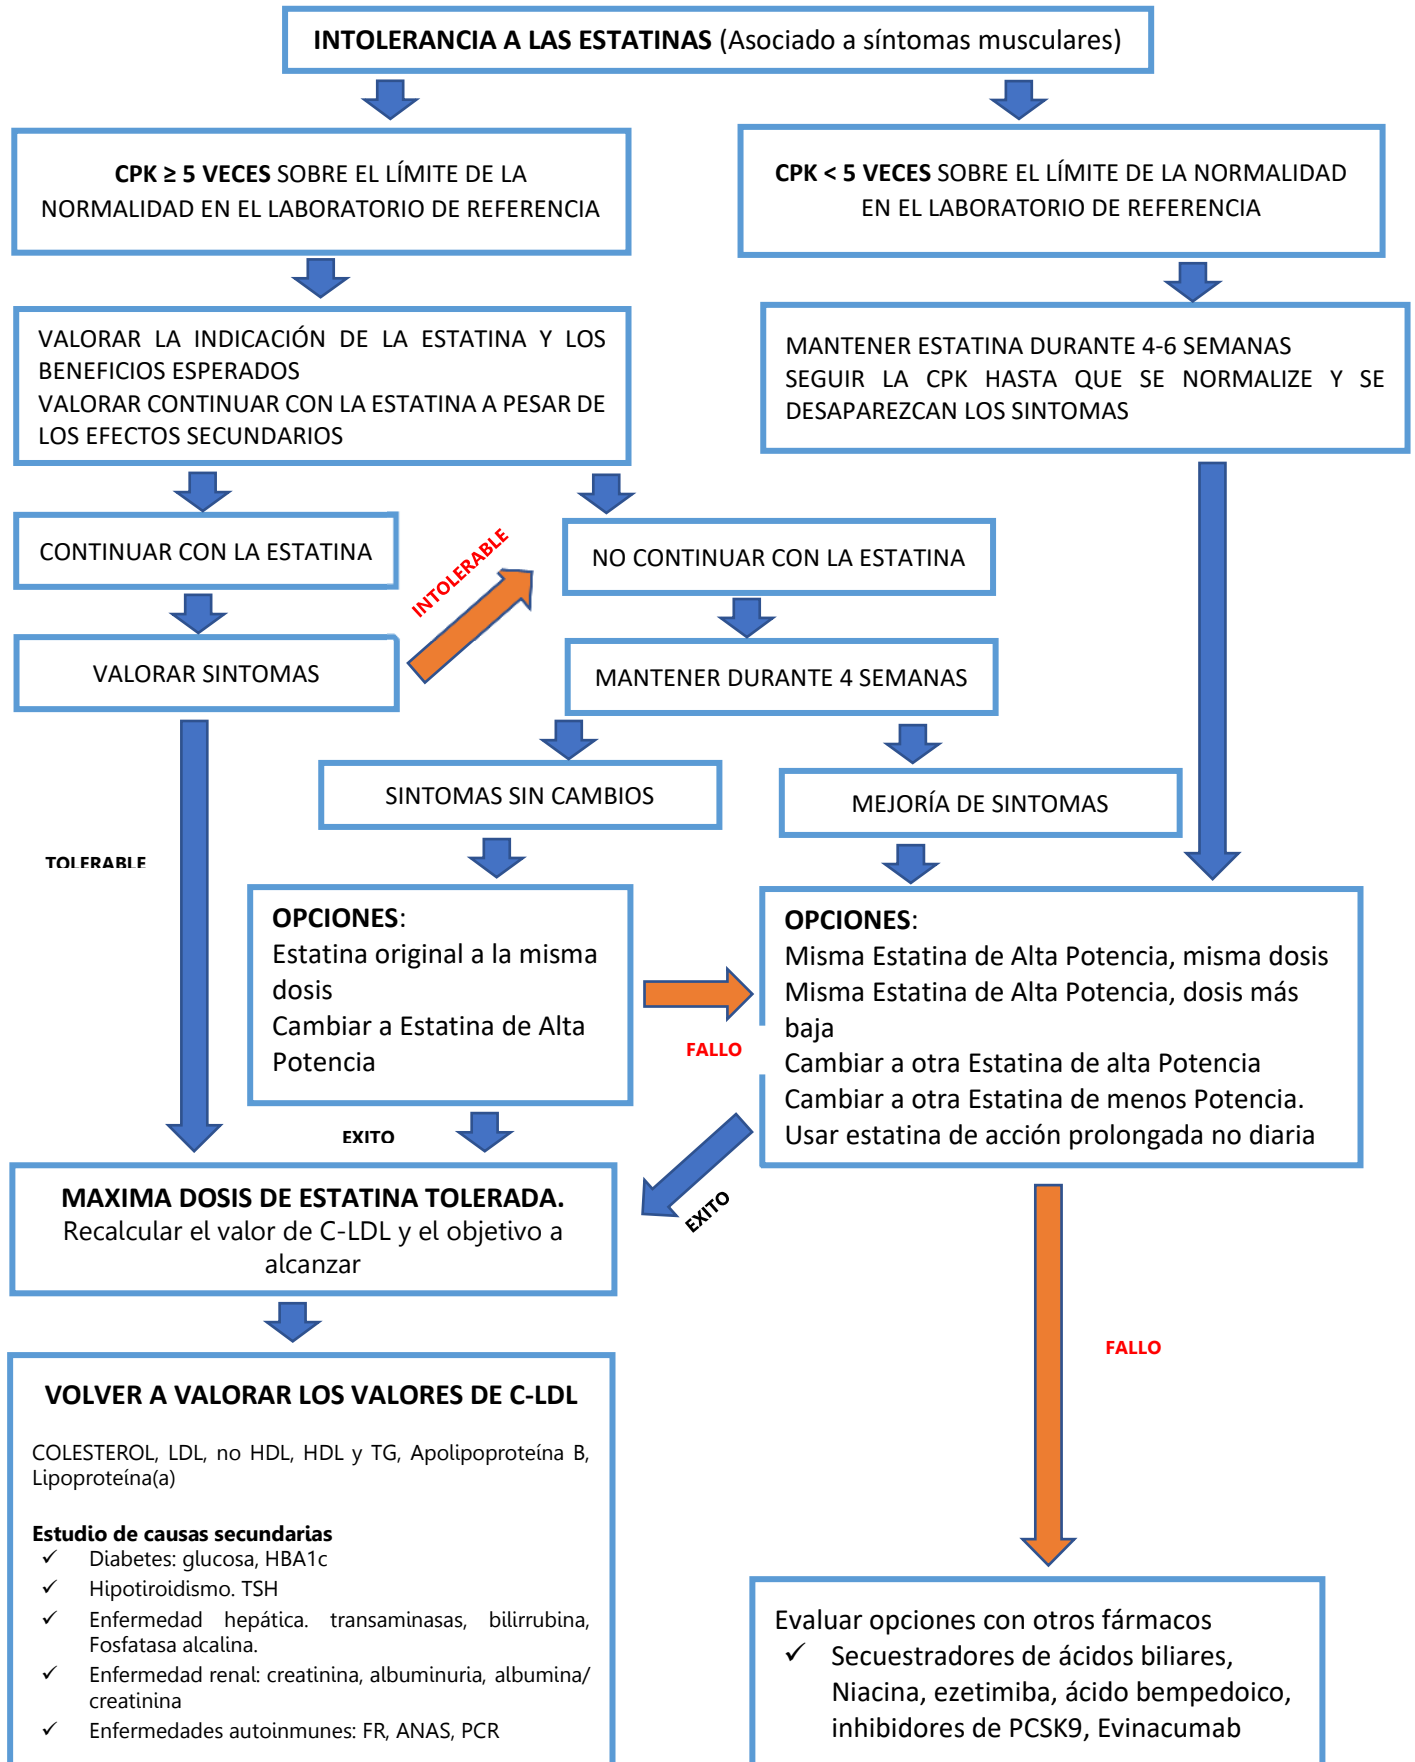 INTOLERANCIA A LAS ESTATINAS (Asociado a síntomas musculares)
CPK ≥ 5 VECES SOBRE EL LÍMITE DE LA
NORMALIDAD EN EL LABORATORIO DE REFERENCIA
CPK < 5 VECES SOBRE EL LÍMITE DE LA NORMALIDAD
EN EL LABORATORIO DE REFERENCIA
VALORAR LA INDICACIÓN DE LA ESTATINA Y LOS
BENEFICIOS ESPERADOS
VALORAR CONTINUAR CON LA ESTATINA A PESAR DE
LOS EFECTOS SECUNDARIOS
MANTENER ESTATINA DURANTE 4-6 SEMANAS
SEGUIR LA CPK HASTA QUE SE NORMALIZE Y SE
DESAPAREZCAN LOS SINTOMAS
CONTINUAR CON LA ESTATINA
INTOLERABLE
NO CONTINUAR CON LA ESTATINA
VALORAR SINTOMAS
MANTENER DURANTE 4 SEMANAS
SINTOMAS SIN CAMBIOS
MEJORÍA DE SINTOMAS
TOLERABLE
OPCIONES:
Estatina original a la misma
dosis
Cambiar a Estatina de Alta
Potencia
FALLO
OPCIONES:
Misma Estatina de Alta Potencia, misma dosis
Misma Estatina de Alta Potencia, dosis más
baja
Cambiar a otra Estatina de alta Potencia
Cambiar a otra Estatina de menos Potencia.
Usar estatina de acción prolongada no diaria
EXITO
EXITO
MAXIMA DOSIS DE ESTATINA TOLERADA.
Recalcular el valor de C-LDL y el objetivo a
alcanzar
FALLO
VOLVER A VALORAR LOS VALORES DE C-LDL
COLESTEROL, LDL, no HDL, HDL y TG, Apolipoproteína B,
Lipoproteína(a)
Estudio de causas secundarias
✓ Diabetes: glucosa, HBA1c
✓ Hipotiroidismo. TSH
✓ Enfermedad hepática. transaminasas, bilirrubina,
Fosfatasa alcalina.
✓ Enfermedad renal: creatinina, albuminuria, albumina/
creatinina
✓ Enfermedades autoinmunes: FR, ANAS, PCR
Evaluar opciones con otros fármacos
✓ Secuestradores de ácidos biliares,
Niacina, ezetimiba, ácido bempedoico,
inhibidores de PCSK9, Evinacumab